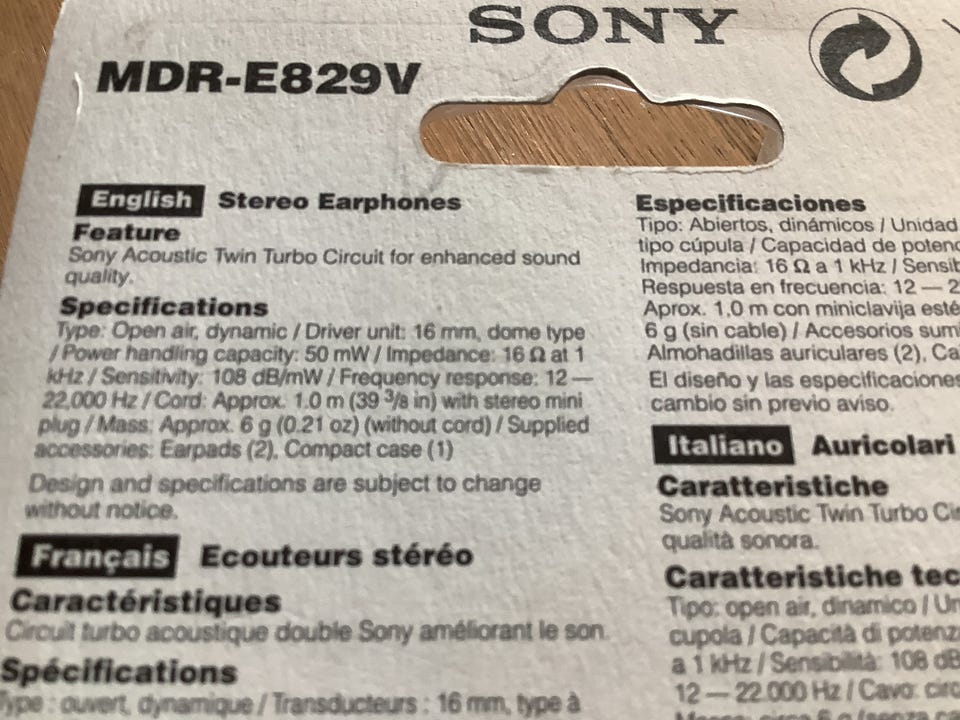 SONY
MDR-E829V
English Stereo Earphones
Feature
Sony Acoustic Twin Turbo Circuit for enhanced sound
quality.
Specifications
Type: Open air, dynamic / Driver unit: 16 mm, dome type
/ Power handling capacity: 50 mW / Impedance: 16 Ω at 1
kHz / Sensitivity: 108 dB/mW / Frequency response: 12 —
22,000 Hz / Cord: Approx. 1.0 m (39 3/8 in) with stereo mini
plug / Mass: Approx. 6 g (0.21 oz) (without cord) / Supplied
accessories: Earpads (2), Compact case (1)
Design and specifications are subject to change
without notice.
Français Ecouteurs stéréo
Caractéristiques
Circuit turbo acoustique double Sony améliorant le son.
Spécifications
Type : ouvert, dynamique / Transducteurs : 16 mm, type à
Especificaciones
Tipo: Abiertos, dinámicos / Unidad
tipo cúpula / Capacidad de potenc
Impedancia: 16 Ω a 1 kHz / Sensib
Respuesta en frecuencia: 12 — 2
Aprox. 1,0 m con miniclavija esté
6 g (sin cable) / Accesorios sumi
Almohadillas auriculares (2), Ca
El diseño y las especificaciones
cambio sin previo aviso.
Italiano Auricolari
Caratteristiche
Sony Acoustic Twin Turbo Cir
qualità sonora.
Caratteristiche tec
Tipo: open air, dinamico / Un
cupola / Capacità di potenza
a 1 kHz / Sensibilità: 108 dB
12 — 22.000 Hz / Cavo: circ